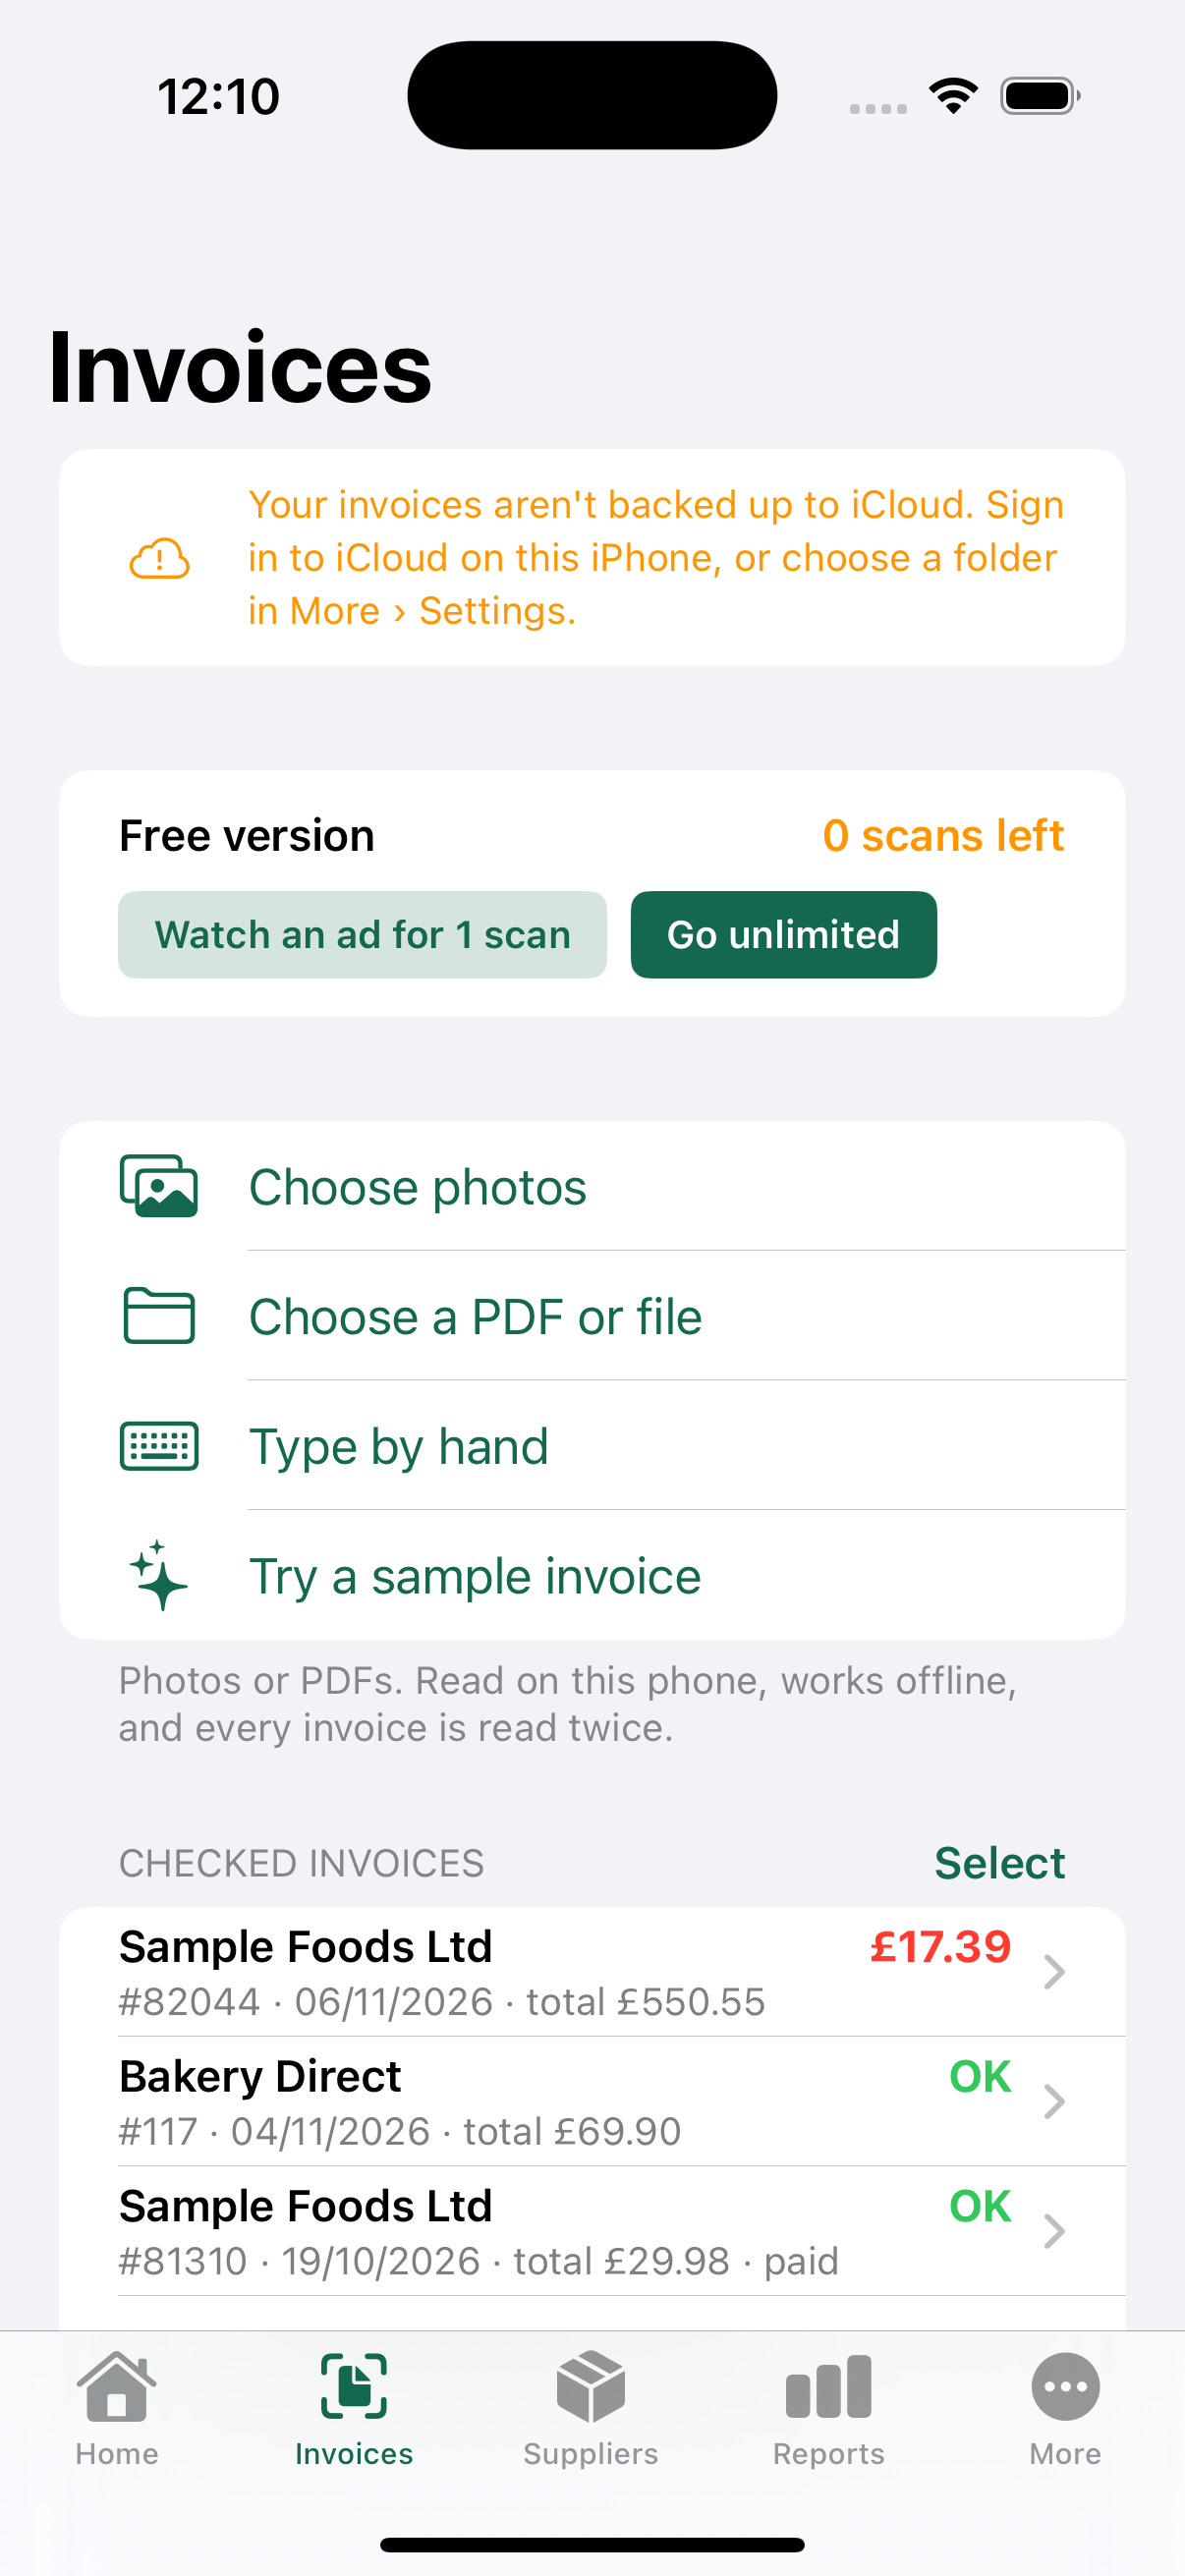 12:10
Invoices
Your invoices aren't backed up to iCloud. Sign
in to iCloud on this iPhone, or choose a folder
in More › Settings.
Free version 0 scans left
Watch an ad for 1 scan Go unlimited
Choose photos
Choose a PDF or file
Type by hand
Try a sample invoice
Photos or PDFs. Read on this phone, works offline,
and every invoice is read twice.
CHECKED INVOICES Select
Sample Foods Ltd £17.39
#82044 · 06/11/2026 · total £550.55
Bakery Direct OK
#117 · 04/11/2026 · total £69.90
Sample Foods Ltd OK
#81310 · 19/10/2026 · total £29.98 · paid
Home Invoices Suppliers Reports More